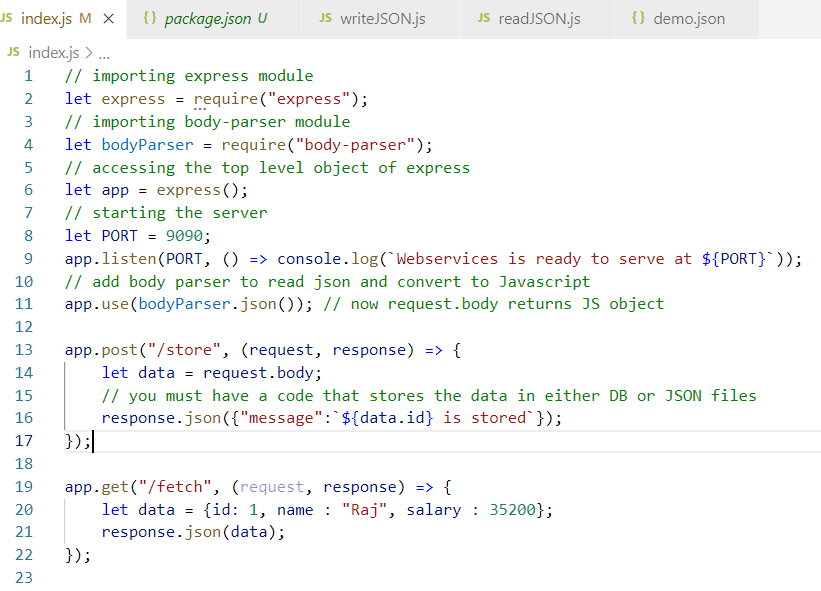 JS index.js M ×
{} package.json U
JS writeJSON.js
JS readJSON.js
{} demo.json
JS index.js > ...
1 // importing express module
2 let express = require("express");
3 // importing body-parser module
4 let bodyParser = require("body-parser");
5 // accessing the top level object of express
6 let app = express();
7 // starting the server
8 let PORT = 9090;
9 app.listen(PORT, () => console.log(`Webservices is ready to serve at ${PORT}`));
10 // add body parser to read json and convert to Javascript
11 app.use(bodyParser.json()); // now request.body returns JS object
12
13 app.post("/store", (request, response) => {
14     let data = request.body;
15     // you must have a code that stores the data in either DB or JSON files
16     response.json({"message":`${data.id} is stored`});
17 });
18
19 app.get("/fetch", (request, response) => {
20     let data = {id: 1, name : "Raj", salary : 35200};
21     response.json(data);
22 });
23